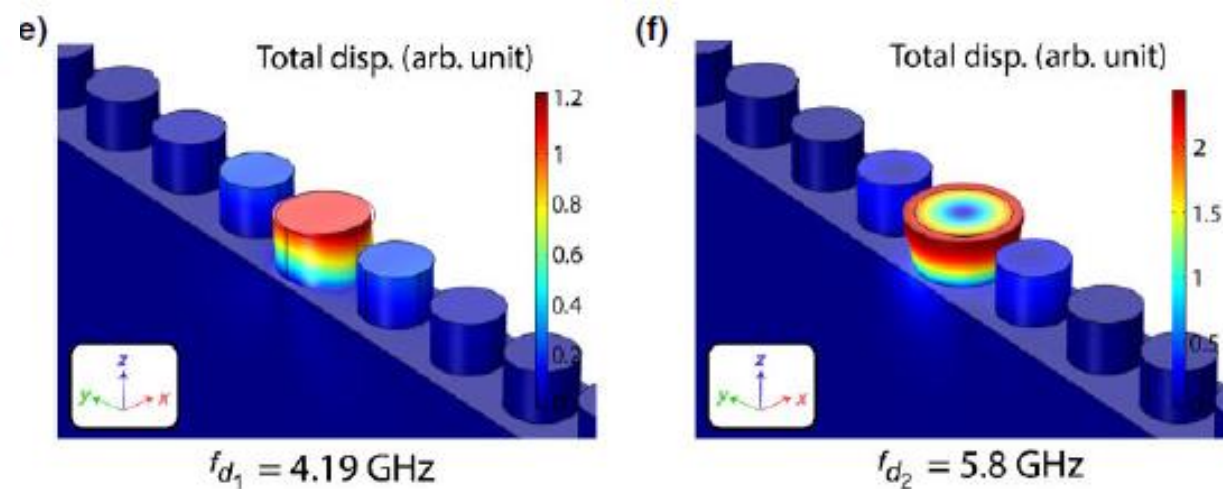 e)
Total disp. (arb. unit)
1.2
1
0.8
0.6
0.4
0.2
z
y x
f_{d_1} = 4.19 GHz
(f)
Total disp. (arb. unit)
2
1.5
1
0.5
0
z
y x
f_{d_2} = 5.8 GHz